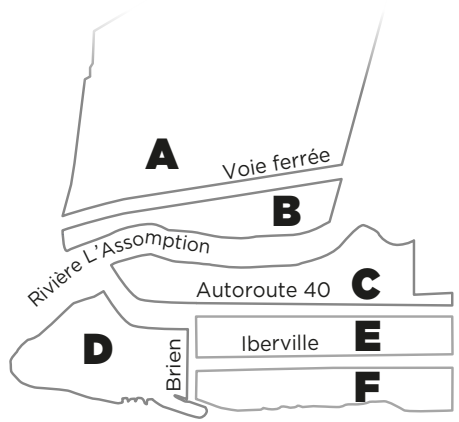 A
Voie ferrée
B
Rivière L'Assomption
Autoroute 40
C
D
Brien
Iberville
E
F